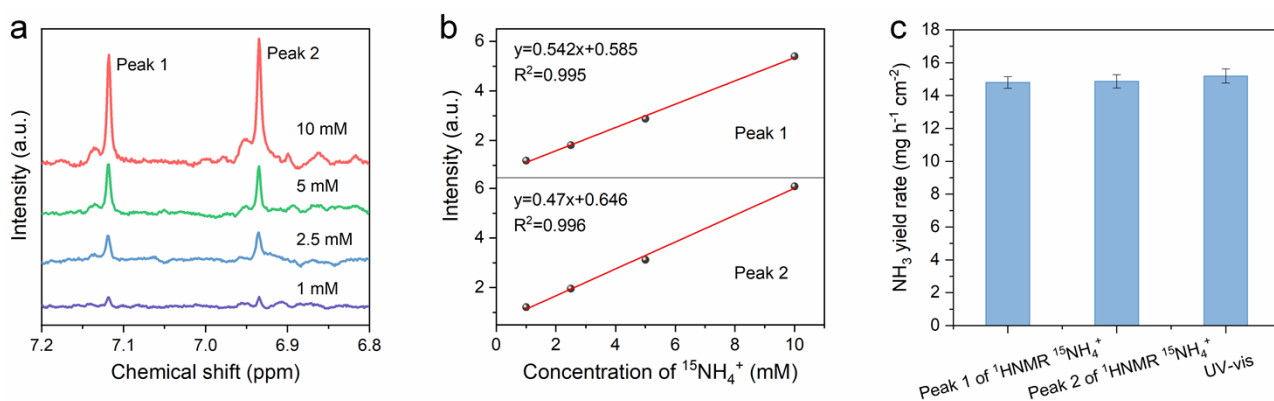 a
Peak 1
Peak 2
10 mM
5 mM
2.5 mM
1 mM
Intensity (a.u.)
7.2 7.1 7.0 6.9 6.8
Chemical shift (ppm)
b
6
4
2
y=0.542x+0.585
R²=0.995
Peak 1
6
4
2
y=0.47x+0.646
R²=0.996
Peak 2
Intensity (a.u.)
0 2 4 6 8 10
Concentration of ¹⁵NH₄⁺ (mM)
c
18
16
14
12
10
8
6
4
2
0
NH₃ yield rate (mg h⁻¹ cm⁻²)
Peak 1 of ¹HNMR ¹⁵NH₄⁺
Peak 2 of ¹HNMR ¹⁵NH₄⁺
UV-vis